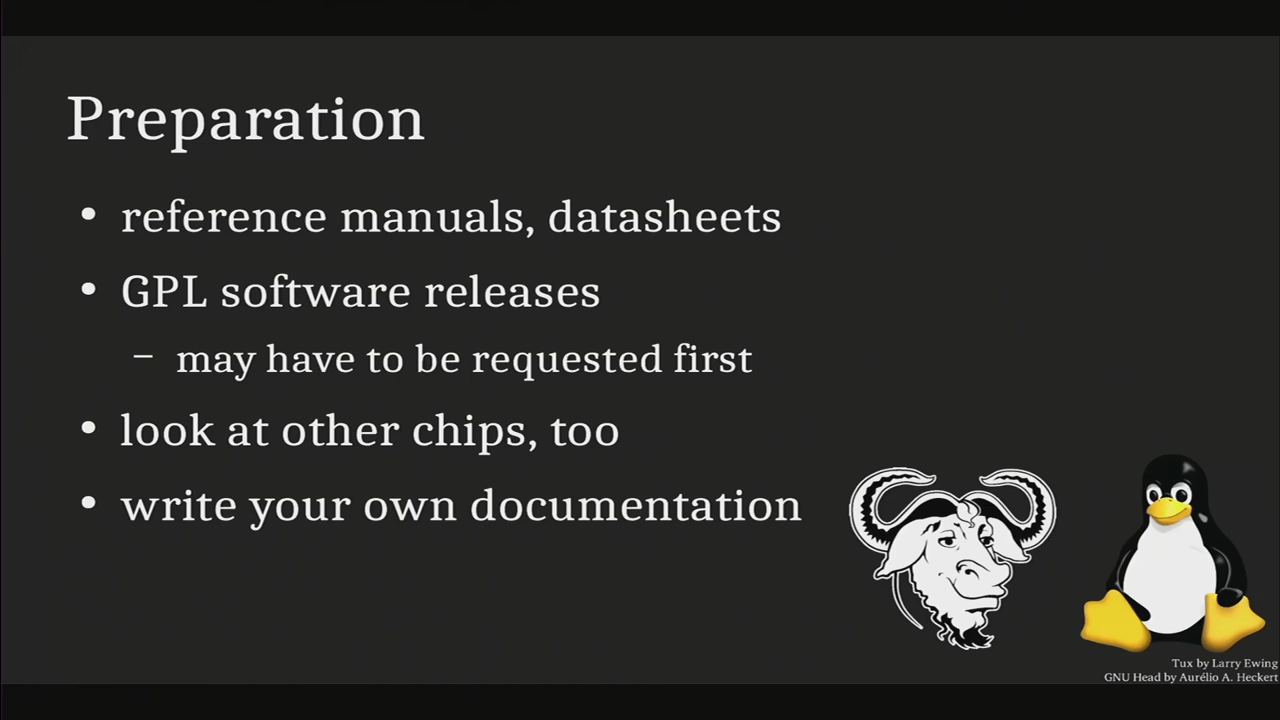 Preparation
• reference manuals, datasheets
• GPL software releases
– may have to be requested first
• look at other chips, too
• write your own documentation
Tux by Larry Ewing
GNU Head by Aurélio A. Heckert